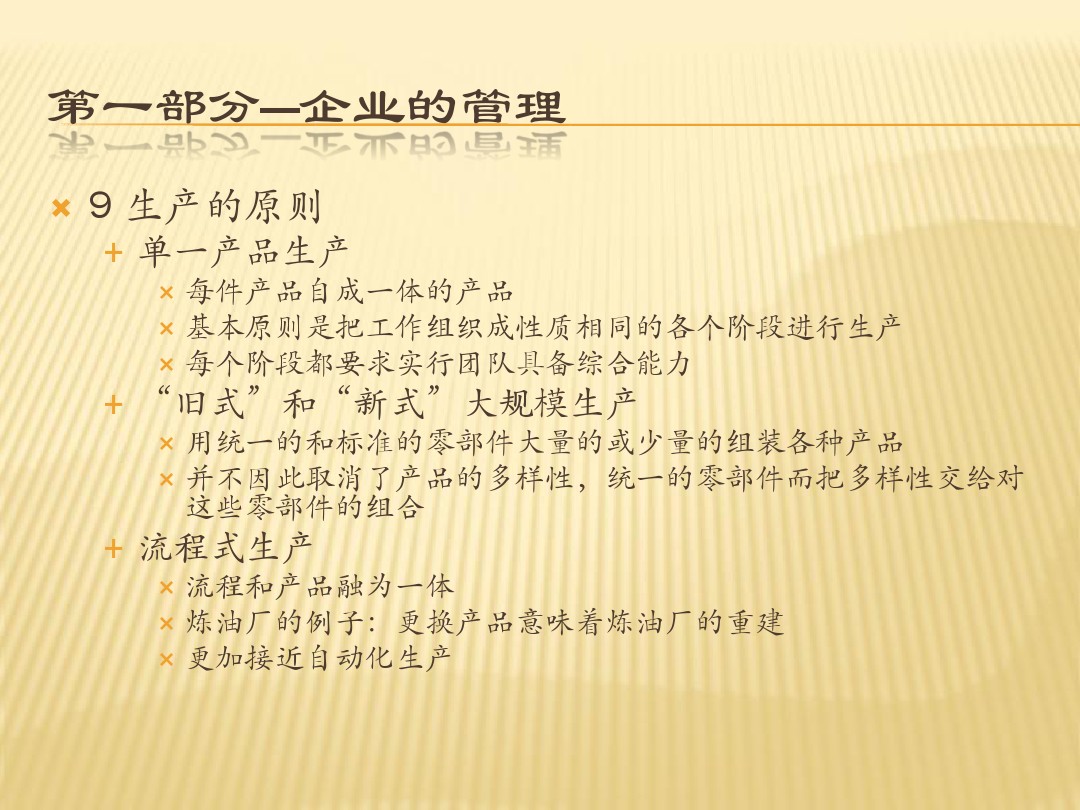 第一部分—企业的管理
9 生产的原则
单一产品生产
每件产品自成一体的产品
基本原则是把工作组织成性质相同的各个阶段进行生产
每个阶段都要求实行团队具备综合能力
“旧式”和“新式”大规模生产
用统一的和标准的零部件大量的或少量的组装各种产品
并不因此取消了产品的多样性，统一的零部件而把多样性交给对
这些零部件的组合
流程式生产
流程和产品融为一体
炼油厂的例子：更换产品意味着炼油厂的重建
更加接近自动化生产